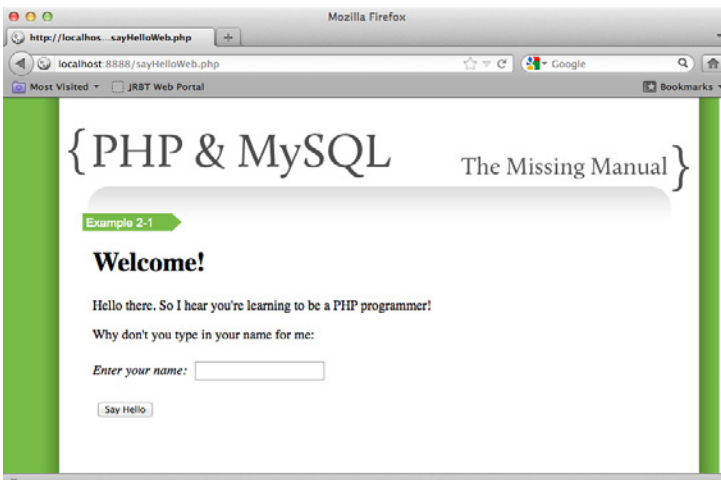 Mozilla Firefox
http://localhos...sayHelloWeb.php
localhost:8888/sayHelloWeb.php
Google
Most Visited
JRBT Web Portal
Bookmarks
{PHP & MySQL
The Missing Manual}
Example 2-1
Welcome!
Hello there. So I hear you're learning to be a PHP programmer!
Why don't you type in your name for me:
Enter your name:
Say Hello